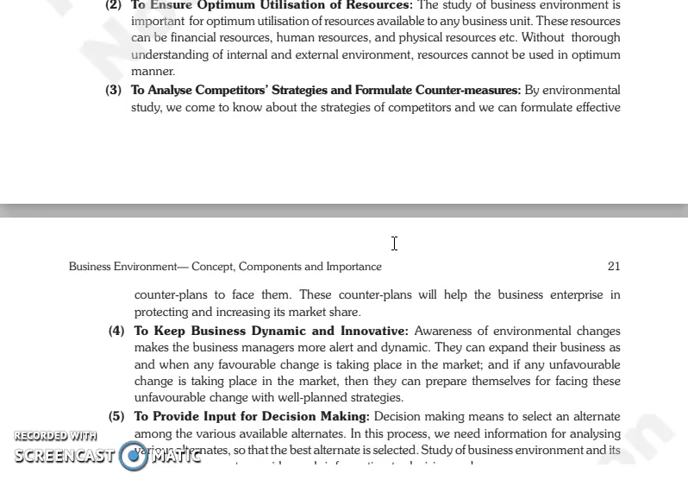 (2) To Ensure Optimum Utilisation of Resources: The study of business environment is
important for optimum utilisation of resources available to any business unit. These resources
can be financial resources, human resources, and physical resources etc. Without thorough
understanding of internal and external environment, resources cannot be used in optimum
manner.
(3) To Analyse Competitors' Strategies and Formulate Counter-measures: By environmental
study, we come to know about the strategies of competitors and we can formulate effective
Business Environment— Concept, Components and Importance 21
counter-plans to face them. These counter-plans will help the business enterprise in
protecting and increasing its market share.
(4) To Keep Business Dynamic and Innovative: Awareness of environmental changes
makes the business managers more alert and dynamic. They can expand their business as
and when any favourable change is taking place in the market; and if any unfavourable
change is taking place in the market, then they can prepare themselves for facing these
unfavourable change with well-planned strategies.
(5) To Provide Input for Decision Making: Decision making means to select an alternate
among the various available alternates. In this process, we need information for analysing
various alternates, so that the best alternate is selected. Study of business environment and its
RECORDED WITH
SCREENCAST MATIC